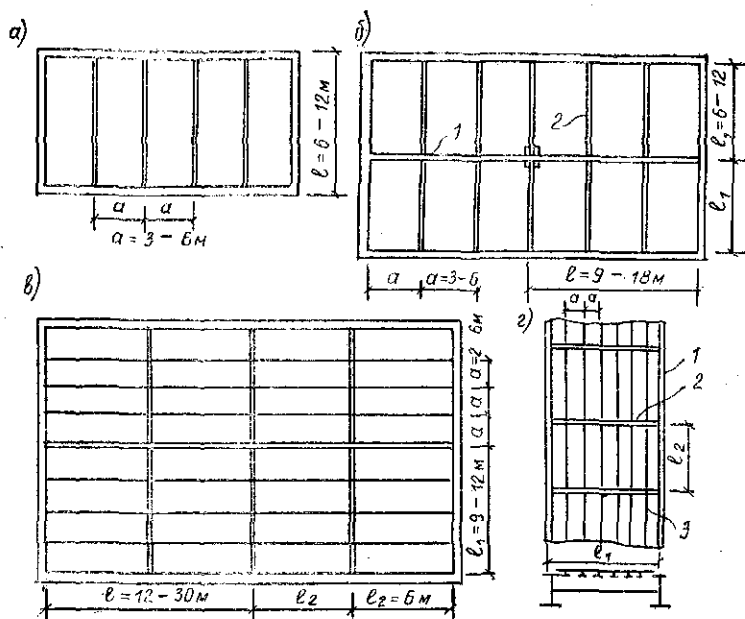 а)
ℓ = 6 – 12 м
а
а
а = 3 – 6 м
б)
1
2
ℓ₁ = 6 – 12
ℓ₁
а
а = 3 – 6
ℓ = 9 – 18 м
в)
а = 2 6 м
а
а
ℓ₁ = 9 – 12 м
ℓ = 12 – 30 м
ℓ₂
ℓ₂ = 6 м
г)
а
а
1
2
ℓ₂
3
ℓ₁